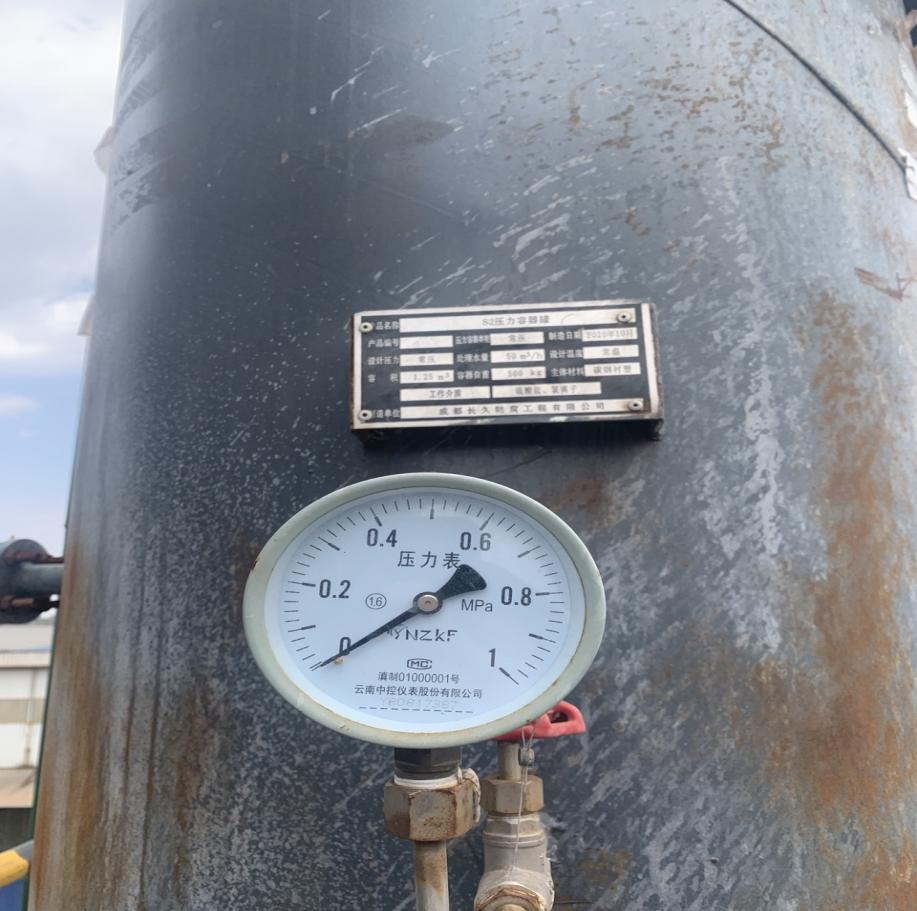 品名称 S2压力容器罐
产品编号 压力容器类别 常压 制造日期 2020年10月
设计压力 常压 处理水量 50 m³/h 设计温度 常温
容 积 1.25 m³ 容器自重 500 kg 主体材料 碳钢衬塑
工作介质 硫酸盐、氯离子
造单位 成都长久防腐工程有限公司
0.4 0.6
压力表
0.2 1.6 MPa 0.8
YNZKF
0 1
MC
滇制01000001号
云南中控仪表股份有限公司